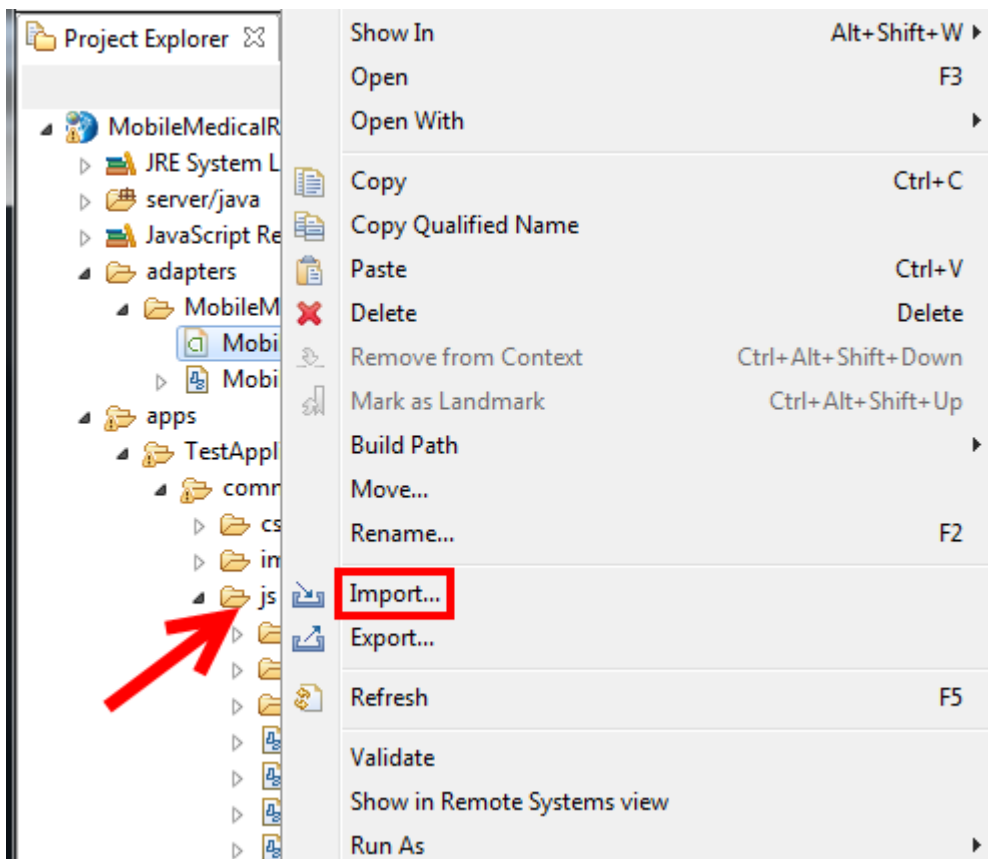 Project Explorer
MobileMedicalR
JRE System L
server/java
JavaScript Re
adapters
MobileM
Mobi
Mobi
apps
TestAppl
comm
cs
im
js
Show In Alt+Shift+W
Open F3
Open With
Copy Ctrl+C
Copy Qualified Name
Paste Ctrl+V
Delete Delete
Remove from Context Ctrl+Alt+Shift+Down
Mark as Landmark Ctrl+Alt+Shift+Up
Build Path
Move...
Rename... F2
Import...
Export...
Refresh F5
Validate
Show in Remote Systems view
Run As